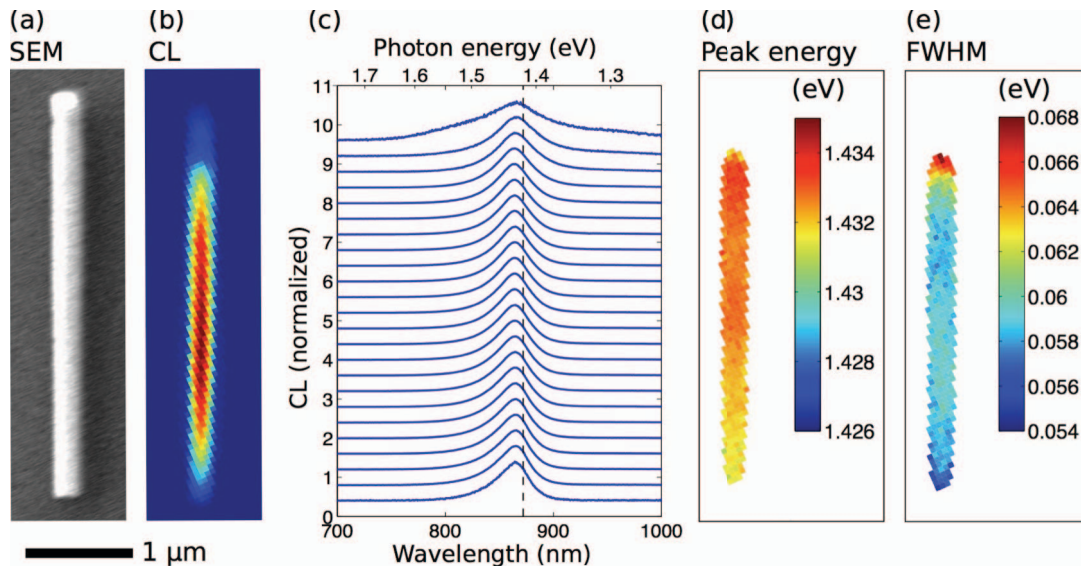 (a)
SEM
(b)
CL
(c)
Photon energy (eV)
1.7 1.6 1.5 1.4 1.3
CL (normalized)
11
10
9
8
7
6
5
4
3
2
1
0
700 800 900 1000
Wavelength (nm)
(d)
Peak energy
(eV)
1.434
1.432
1.43
1.428
1.426
(e)
FWHM
(eV)
0.068
0.066
0.064
0.062
0.06
0.058
0.056
0.054
1 μm